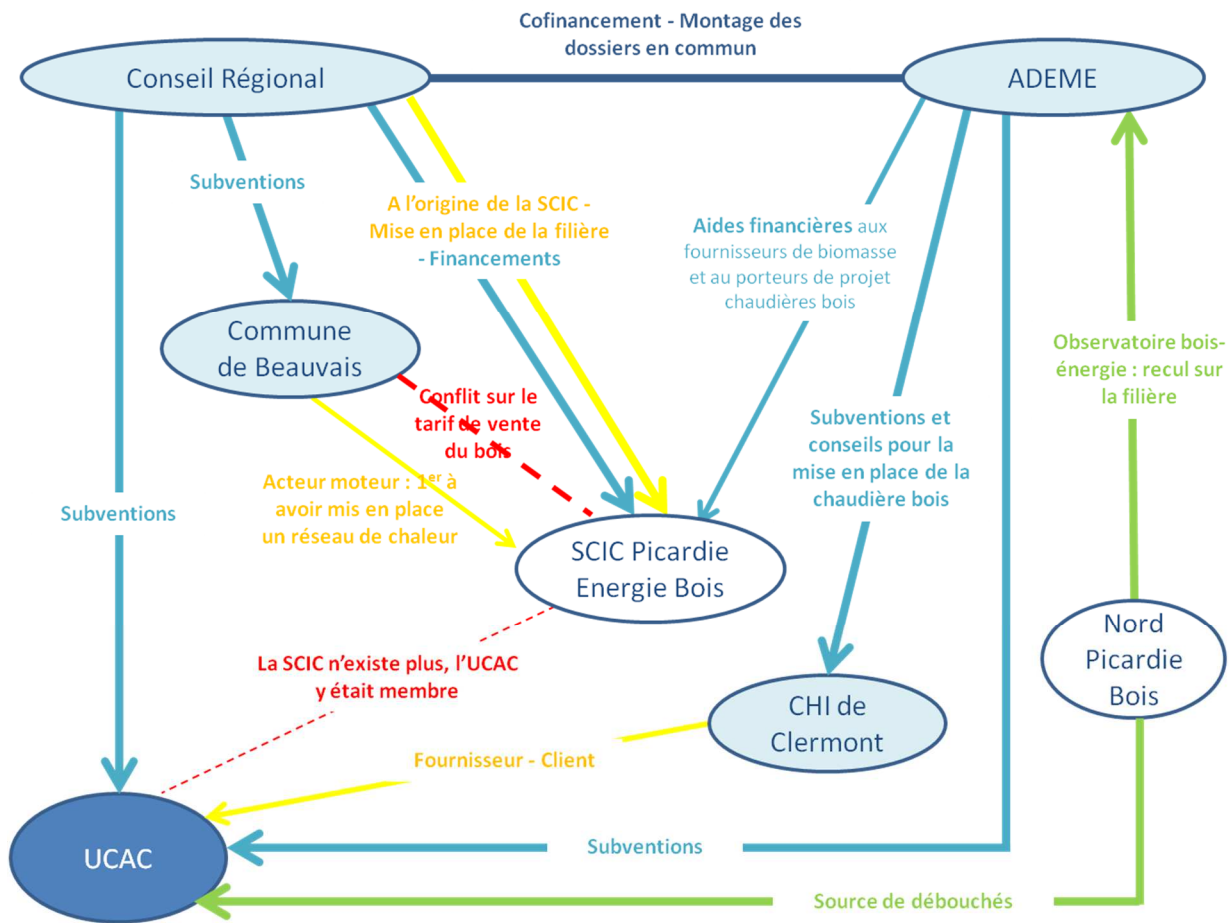 Cofinancement - Montage des
dossiers en commun
Conseil Régional
ADEME
Subventions
A l'origine de la SCIC -
Mise en place de la filière
- Financements
Aides financières aux
fournisseurs de biomasse
et au porteurs de projet
chaudières bois
Commune
de Beauvais
Observatoire bois-
énergie : recul sur
la filière
Conflit sur le
tarif de vente
du bois
Subventions et
conseils pour la
mise en place de la
chaudière bois
Acteur moteur : 1er à
avoir mis en place
un réseau de chaleur
Subventions
SCIC Picardie
Energie Bois
Nord
Picardie
Bois
La SCIC n'existe plus, l'UCAC
y était membre
CHI de
Clermont
Fournisseur - Client
UCAC
Subventions
Source de débouchés